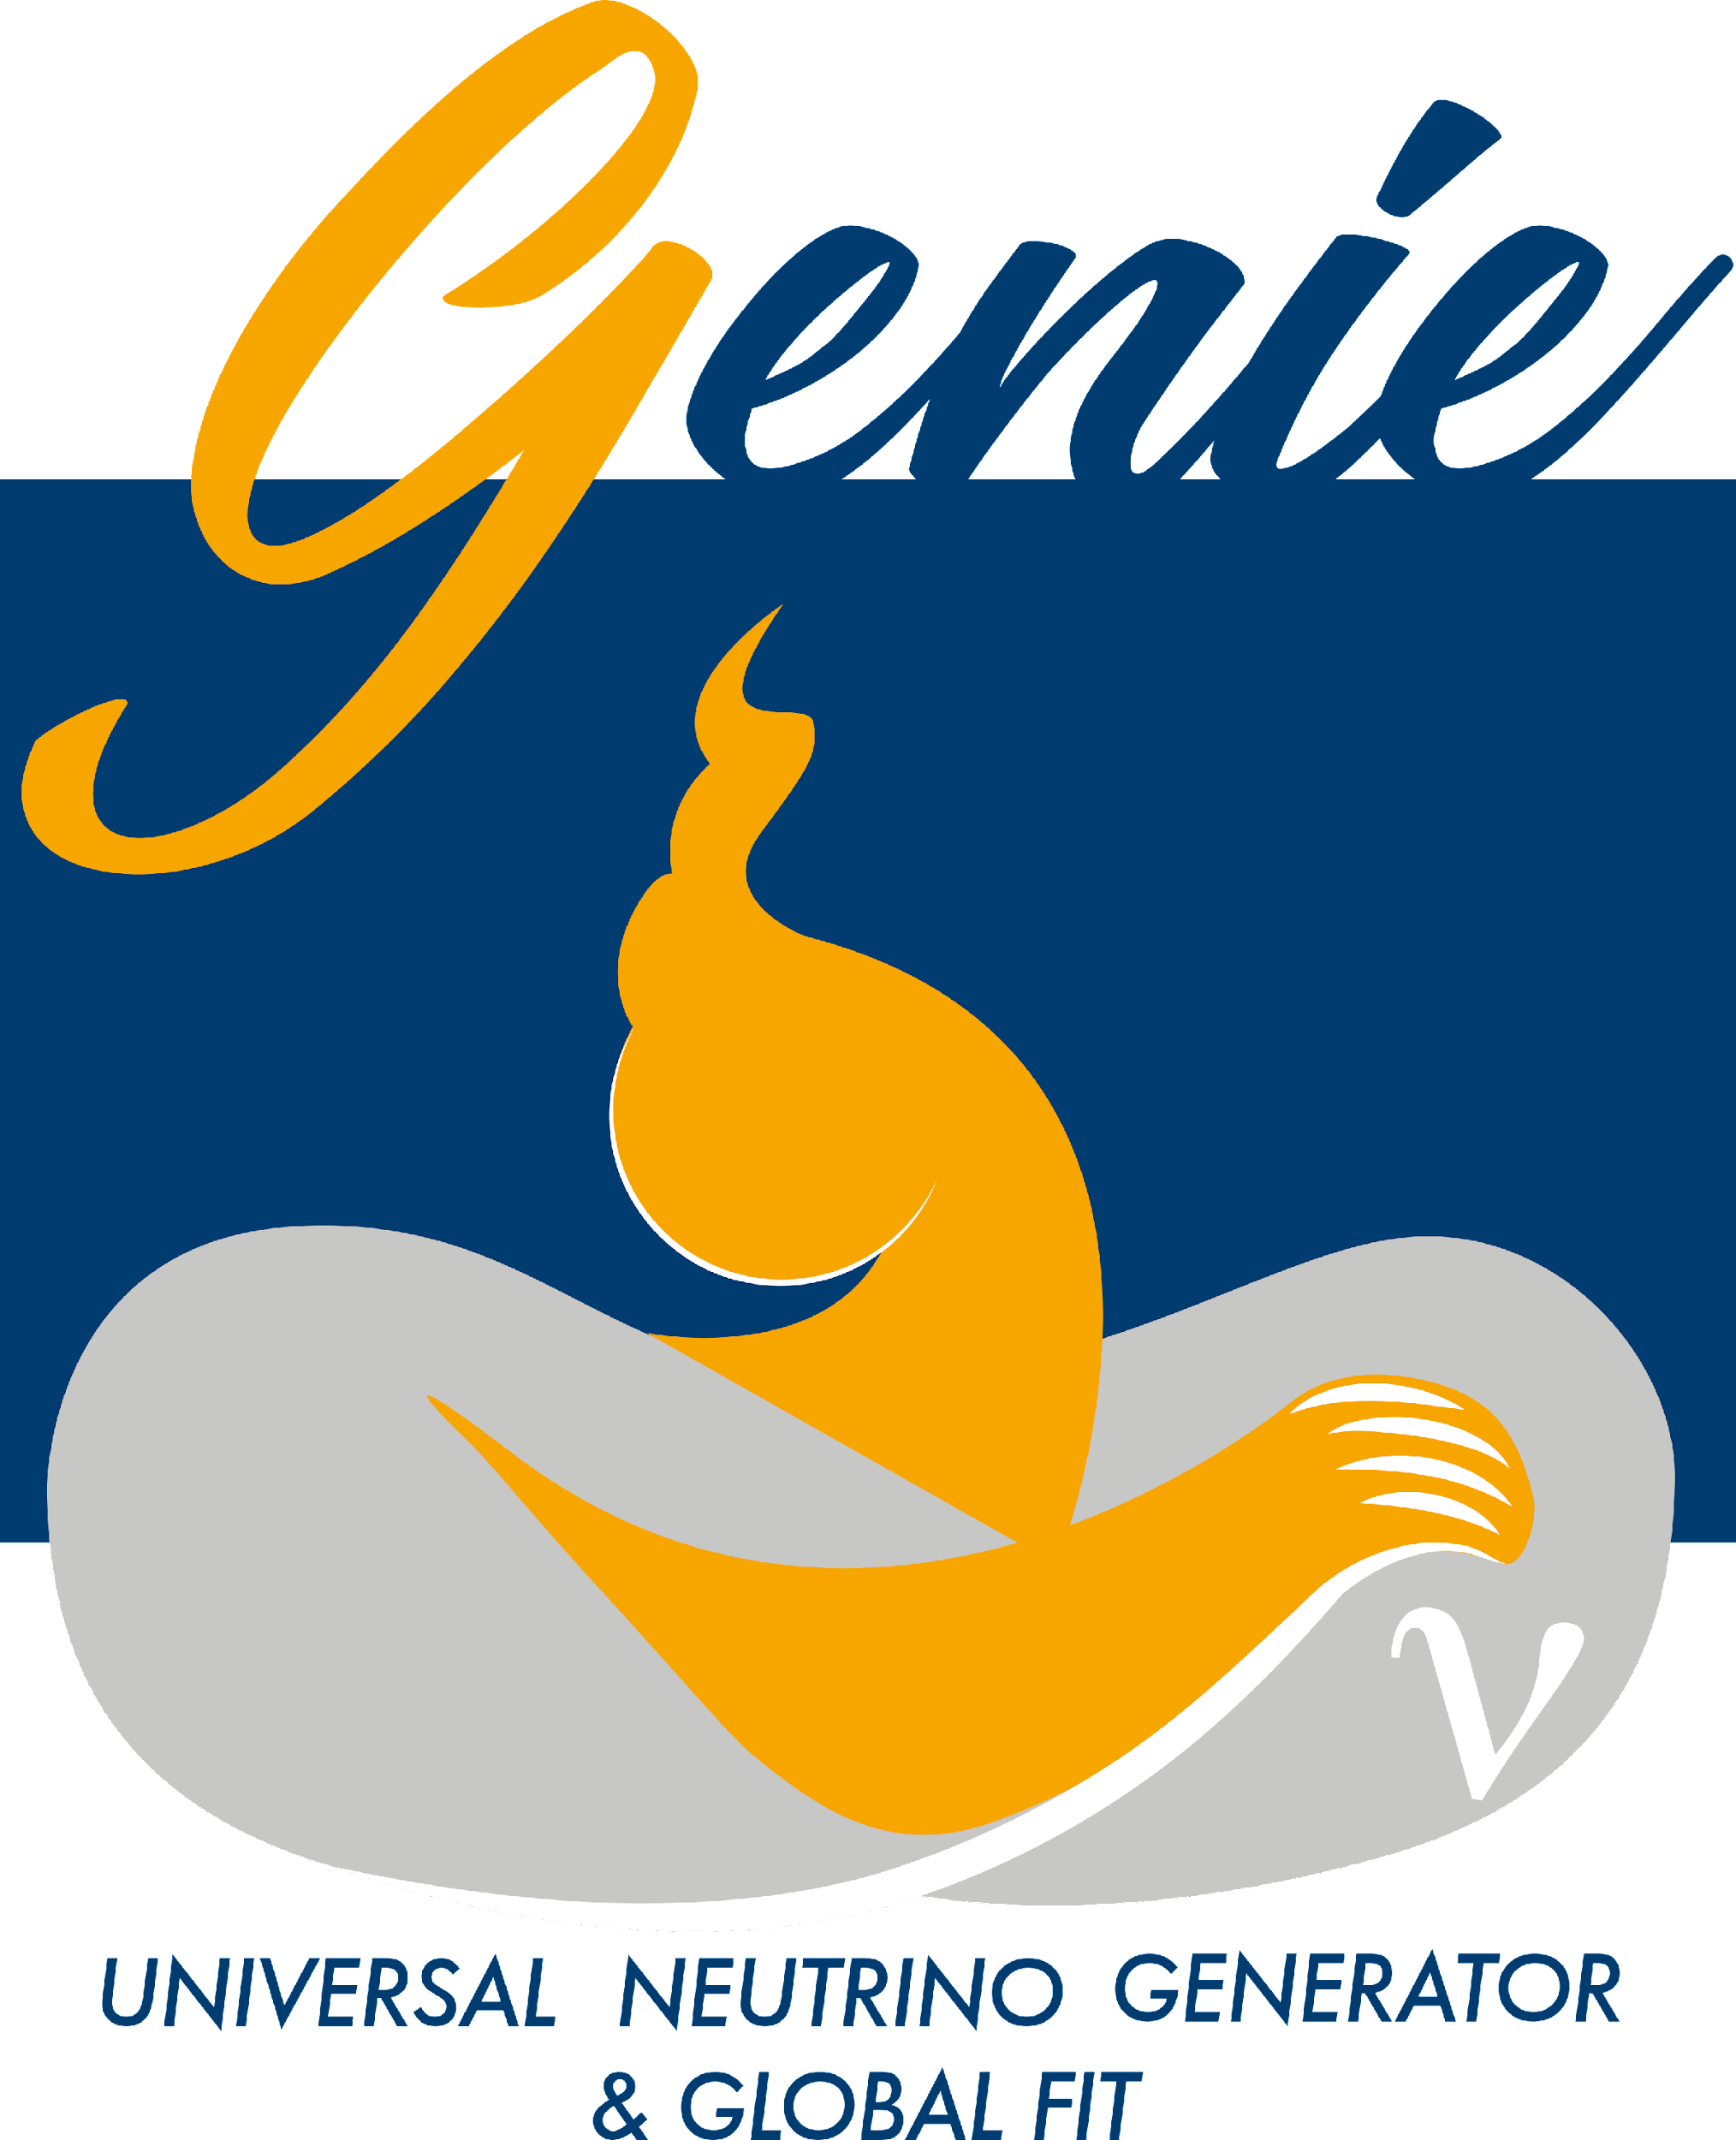 Genie
ν
UNIVERSAL NEUTRINO GENERATOR
& GLOBAL FIT